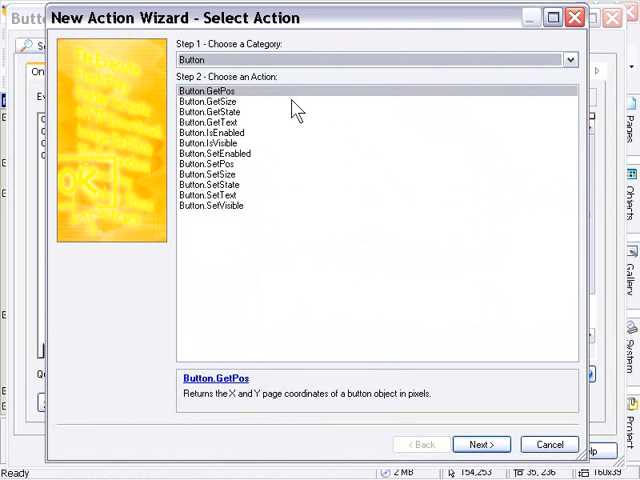 Butt
New Action Wizard - Select Action
Step 1 - Choose a Category:
Button
Step 2 - Choose an Action:
Button.GetPos
Button.GetSize
Button.GetState
Button.GetText
Button.IsEnabled
Button.IsVisible
Button.SetEnabled
Button.SetPos
Button.SetSize
Button.SetState
Button.SetText
Button.SetVisible
Button.GetPos
Returns the X and Y page coordinates of a button object in pixels.
< Back
Next >
Cancel
Pages
Objects
Gallery
System
Project
Ready
2 MB
154,253
35, 236
160x39